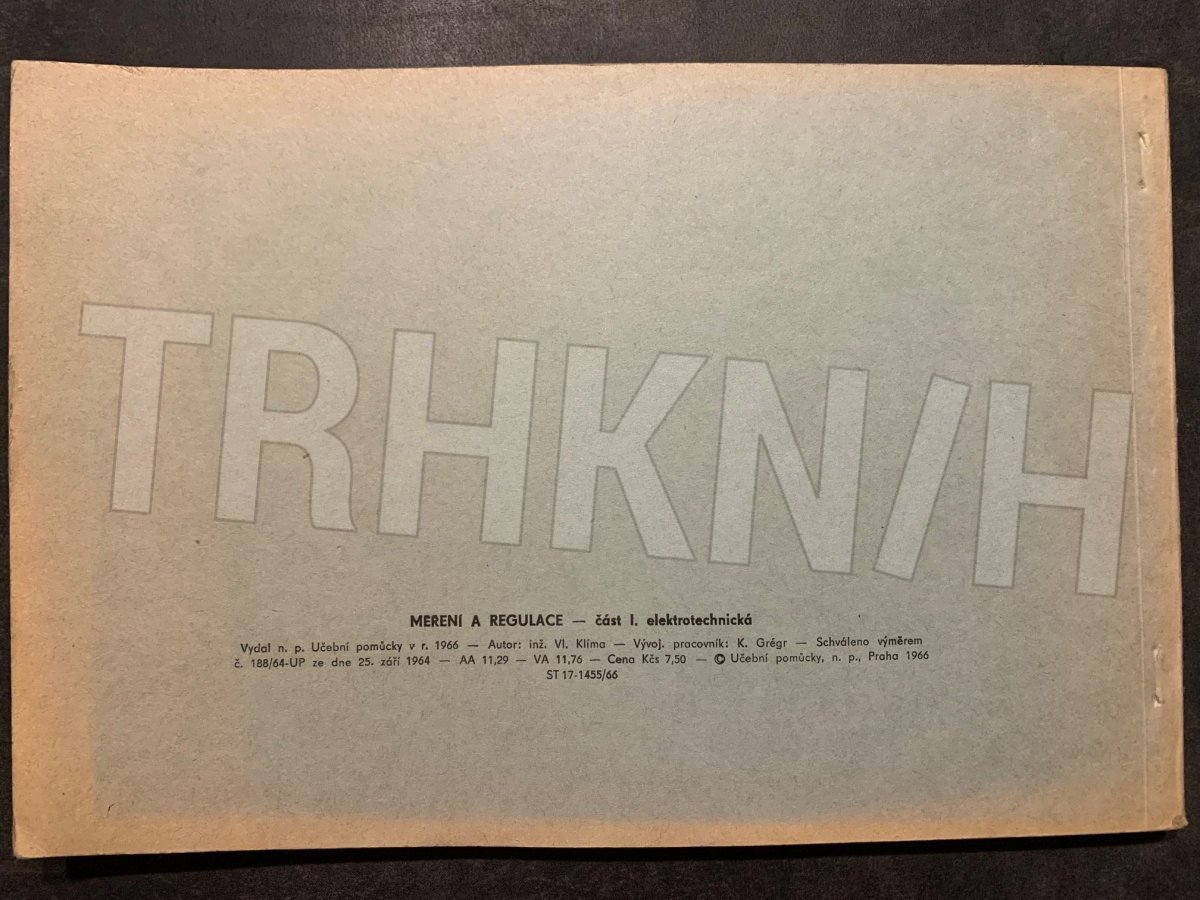 TRHKNIH
MĚŘENÍ A REGULACE — část I. elektrotechnická
Vydal n. p. Učební pomůcky v r. 1966 — Autor: inž. Vl. Klíma — Vývoj. pracovník: K. Grégr — Schváleno výměrem
č. 188/64-UP ze dne 25. září 1964 — AA 11,29 — VA 11,76 — Cena Kčs 7,50 — © Učební pomůcky, n. p., Praha 1966
ST 17-1455/66